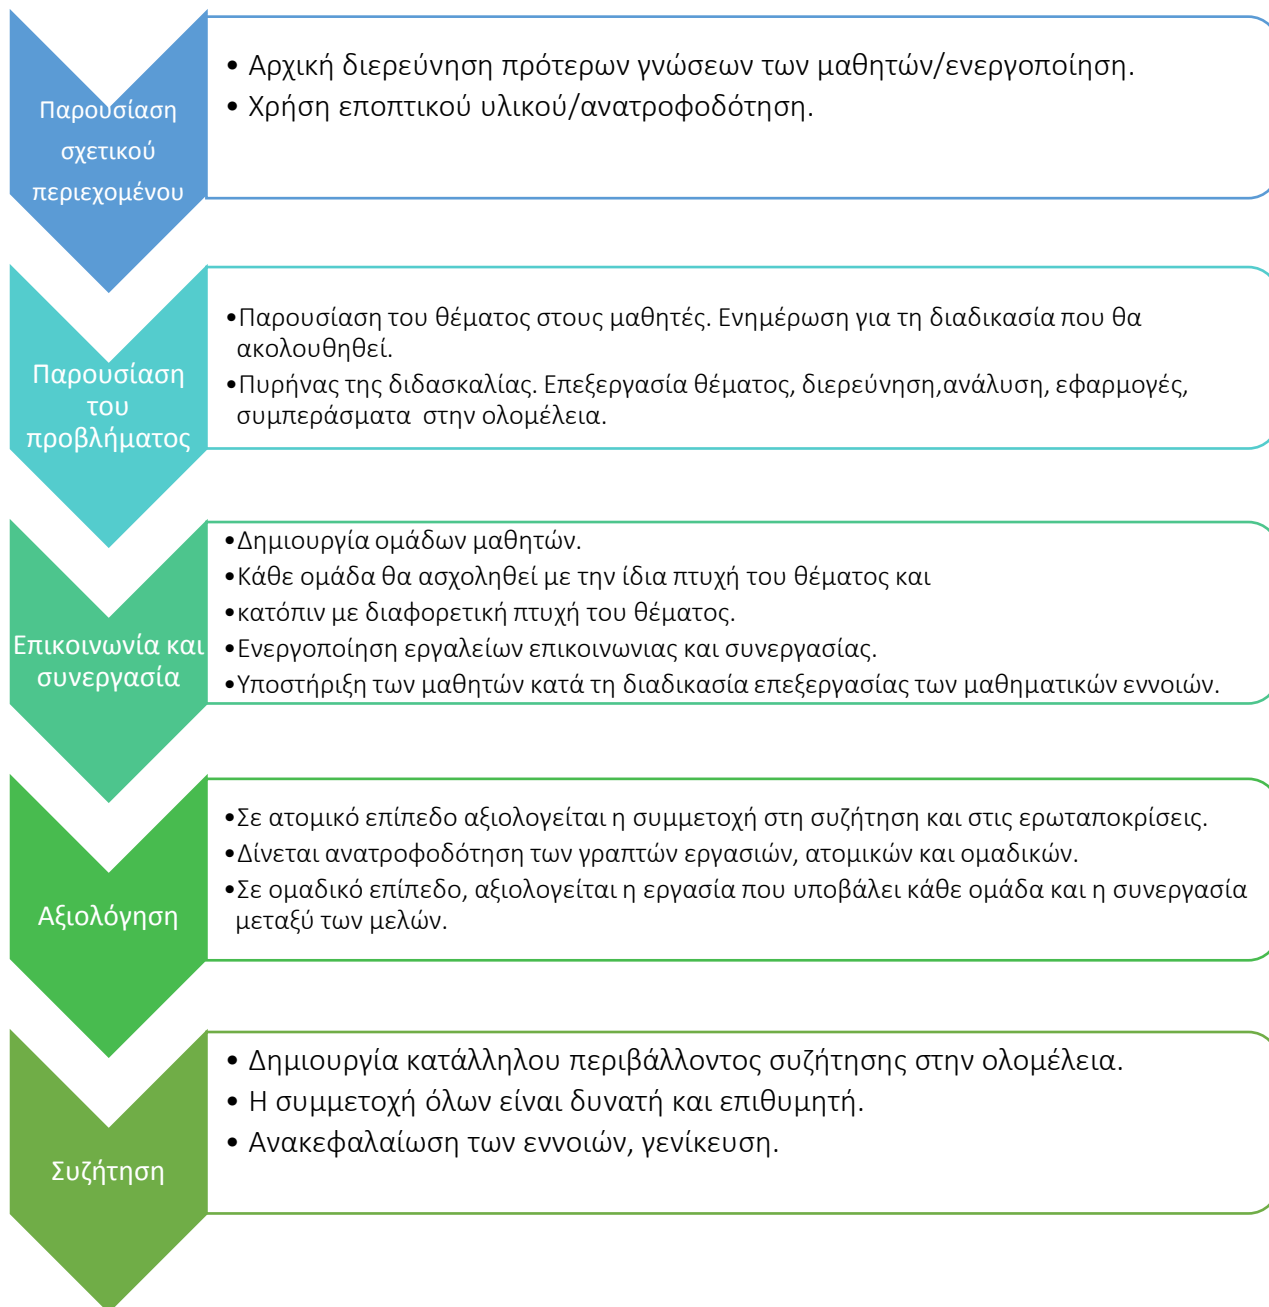 Παρουσίαση
σχετικού
περιεχομένου
• Αρχική διερεύνηση πρότερων γνώσεων των μαθητών/ενεργοποίηση.
• Χρήση εποπτικού υλικού/ανατροφοδότηση.
Παρουσίαση
του
προβλήματος
•Παρουσίαση του θέματος στους μαθητές. Ενημέρωση για τη διαδικασία που θα
ακολουθηθεί.
•Πυρήνας της διδασκαλίας. Επεξεργασία θέματος, διερεύνηση,ανάλυση, εφαρμογές,
συμπεράσματα στην ολομέλεια.
Επικοινωνία και
συνεργασία
•Δημιουργία ομάδων μαθητών.
•Κάθε ομάδα θα ασχοληθεί με την ίδια πτυχή του θέματος και
•κατόπιν με διαφορετική πτυχή του θέματος.
•Ενεργοποίηση εργαλείων επικοινωνιας και συνεργασίας.
•Υποστήριξη των μαθητών κατά τη διαδικασία επεξεργασίας των μαθηματικών εννοιών.
Αξιολόγηση
•Σε ατομικό επίπεδο αξιολογείται η συμμετοχή στη συζήτηση και στις ερωταποκρίσεις.
•Δίνεται ανατροφοδότηση των γραπτών εργασιών, ατομικών και ομαδικών.
•Σε ομαδικό επίπεδο, αξιολογείται η εργασία που υποβάλει κάθε ομάδα και η συνεργασία
μεταξύ των μελών.
Συζήτηση
• Δημιουργία κατάλληλου περιβάλλοντος συζήτησης στην ολομέλεια.
• Η συμμετοχή όλων είναι δυνατή και επιθυμητή.
• Ανακεφαλαίωση των εννοιών, γενίκευση.